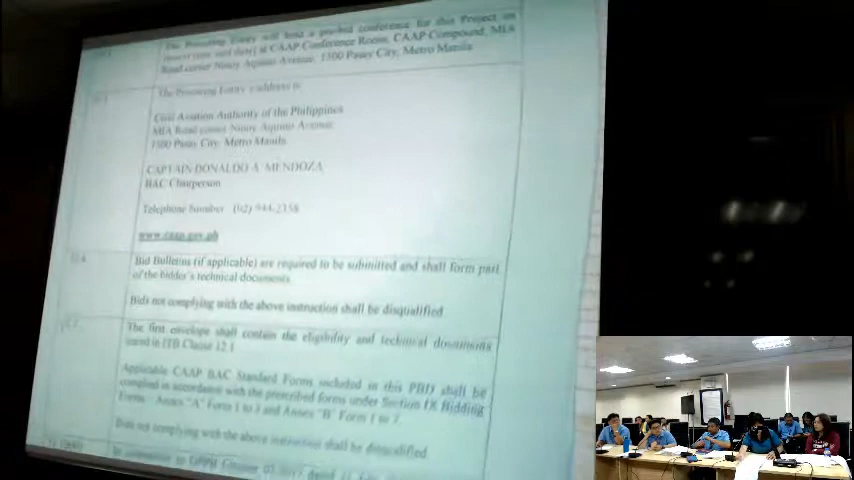 The Procuring Entity will hold a pre-bid conference for this Project on
at CAAP Conference Room, CAAP Compound, MIA
Road corner Ninoy Aquino Avenue, 1300 Pasay City, Metro Manila
The Procuring Entity's address is:
Civil Aviation Authority of the Philippines
MIA Road corner Ninoy Aquino Avenue
1300 Pasay City, Metro Manila
CAPTAIN DONALDO A. MENDOZA
BAC Chairperson
Telephone Number (02) 944-2358
www.caap.gov.ph
Bid Bulletins (if applicable) are required to be submitted and shall form part
of the bidder's technical documents
Bids not complying with the above instruction shall be disqualified
The first envelope shall contain the eligibility and technical documents
stated in ITB Clause 12.1
Applicable CAAP BAC Standard Forms included in this PBD shall be
complied in accordance with the prescribed forms under Section IX Bidding
Forms - Annex "A" Form 1 to 3 and Annex "B" Form 1 to 7
Bids not complying with the above instruction shall be disqualified